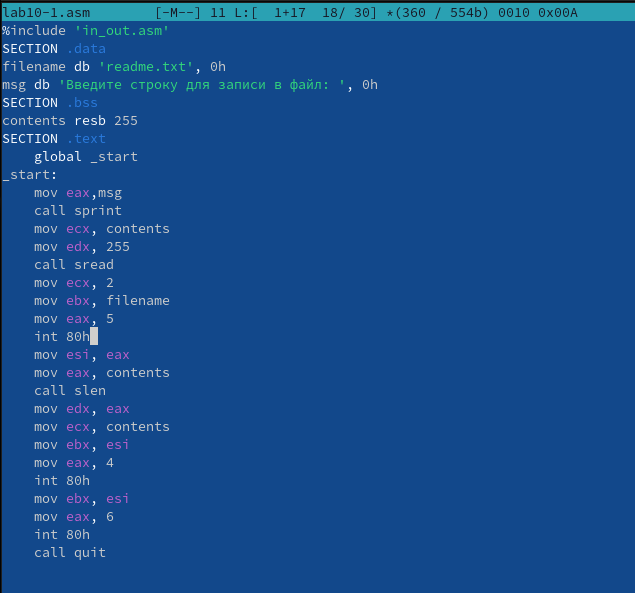 lab10-1.asm [-M--] 11 L:[ 1+17 18/ 30] *(360 / 554b) 0010 0x00A
%include 'in_out.asm'
SECTION .data
filename db 'readme.txt', 0h
msg db 'Введите строку для записи в файл: ', 0h
SECTION .bss
contents resb 255
SECTION .text
    global _start
_start:
    mov eax,msg
    call sprint
    mov ecx, contents
    mov edx, 255
    call sread
    mov ecx, 2
    mov ebx, filename
    mov eax, 5
    int 80h
    mov esi, eax
    mov eax, contents
    call slen
    mov edx, eax
    mov ecx, contents
    mov ebx, esi
    mov eax, 4
    int 80h
    mov ebx, esi
    mov eax, 6
    int 80h
    call quit